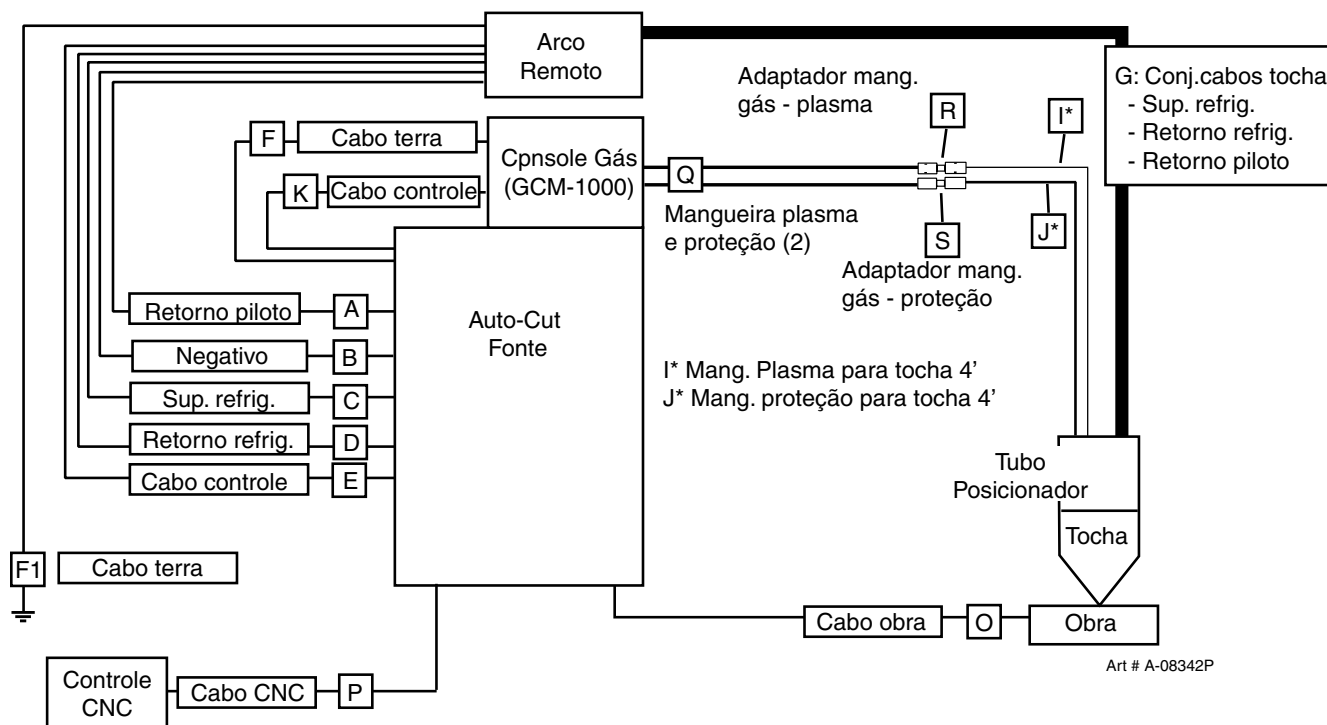 Arco
Remoto
G: Conj.cabos tocha
- Sup. refrig.
- Retorno refrig.
- Retorno piloto
Adaptador mang.
gás - plasma
R
I*
F
Cabo terra
Cpnsole Gás
(GCM-1000)
K
Cabo controle
Q
Mangueira plasma
e proteção (2)
S
J*
Adaptador mang.
gás - proteção
Retorno piloto
A
Auto-Cut
Fonte
Negativo
B
Sup. refrig.
C
Retorno refrig.
D
Cabo controle
E
I* Mang. Plasma para tocha 4’
J* Mang. proteção para tocha 4’
Tubo
Posicionador
Tocha
F1
Cabo terra
Cabo obra
O
Obra
Art # A-08342P
Controle
CNC
Cabo CNC
P